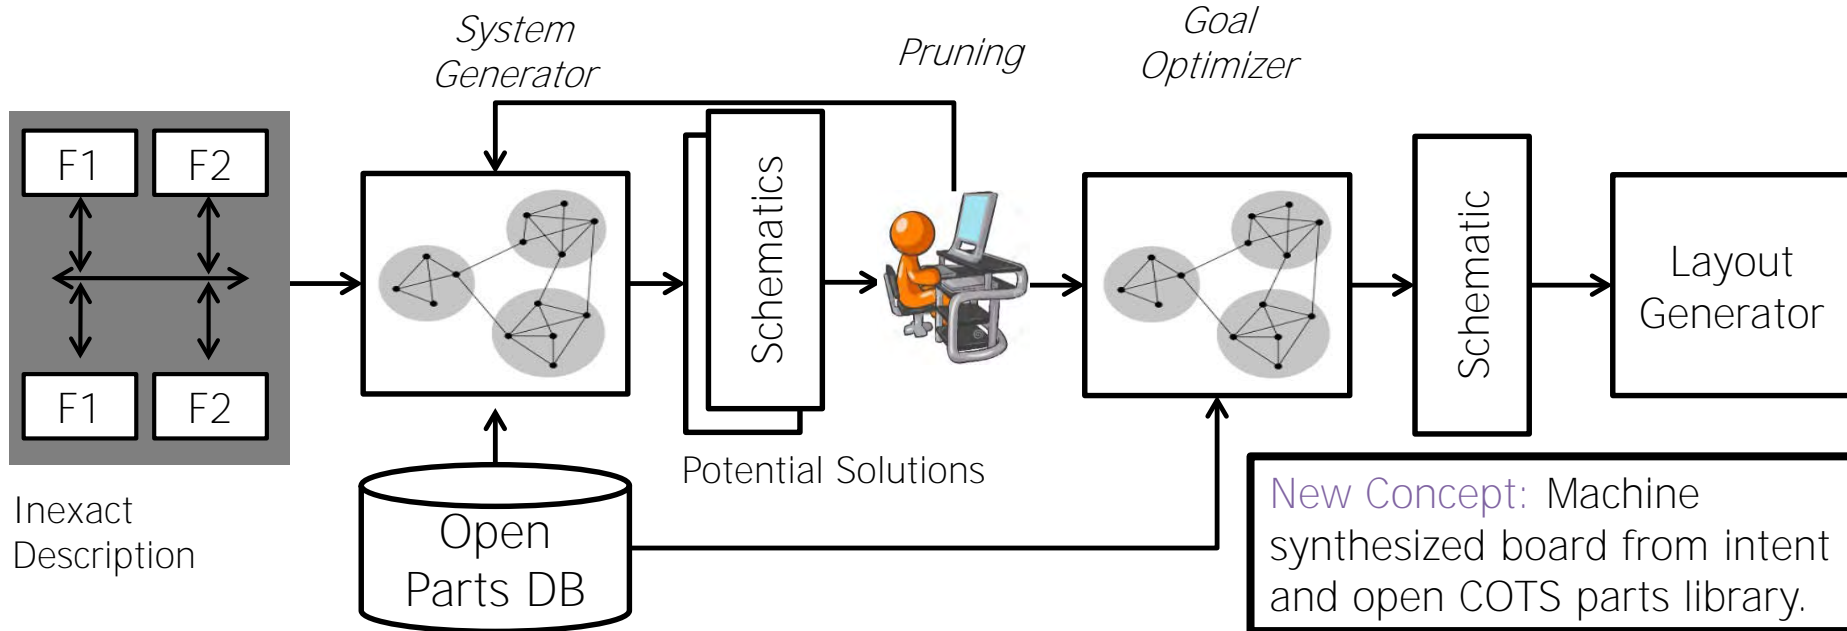 System
Generator
Pruning
Goal
Optimizer
F1
F2
F1
F2
Inexact
Description
Schematics
Potential Solutions
Open
Parts DB
Schematic
Layout
Generator
New Concept: Machine
synthesized board from intent
and open COTS parts library.